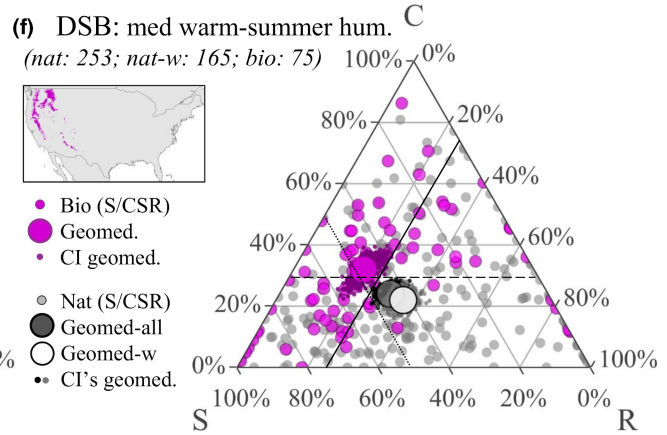 (f) DSB: med warm-summer hum.
(nat: 253; nat-w: 165; bio: 75)
Bio (S/CSR)
Geomed.
CI geomed.
Nat (S/CSR)
Geomed-all
Geomed-w
CI's geomed.
C
100% 0%
80% 20%
60% 40%
40% 60%
20% 80%
0% 100%
100% 80% 60% 40% 20% 0%
S R
%